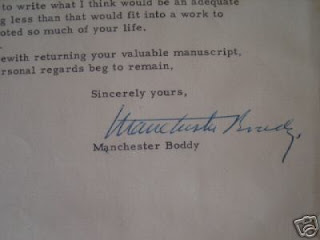 to write what I think would be an adequate
g less than that would fit into a work to
oted so much of your life.
ewith returning your valuable manuscript,
ersonal regards beg to remain,
Sincerely yours,
Manchester Boddy
Manchester Boddy